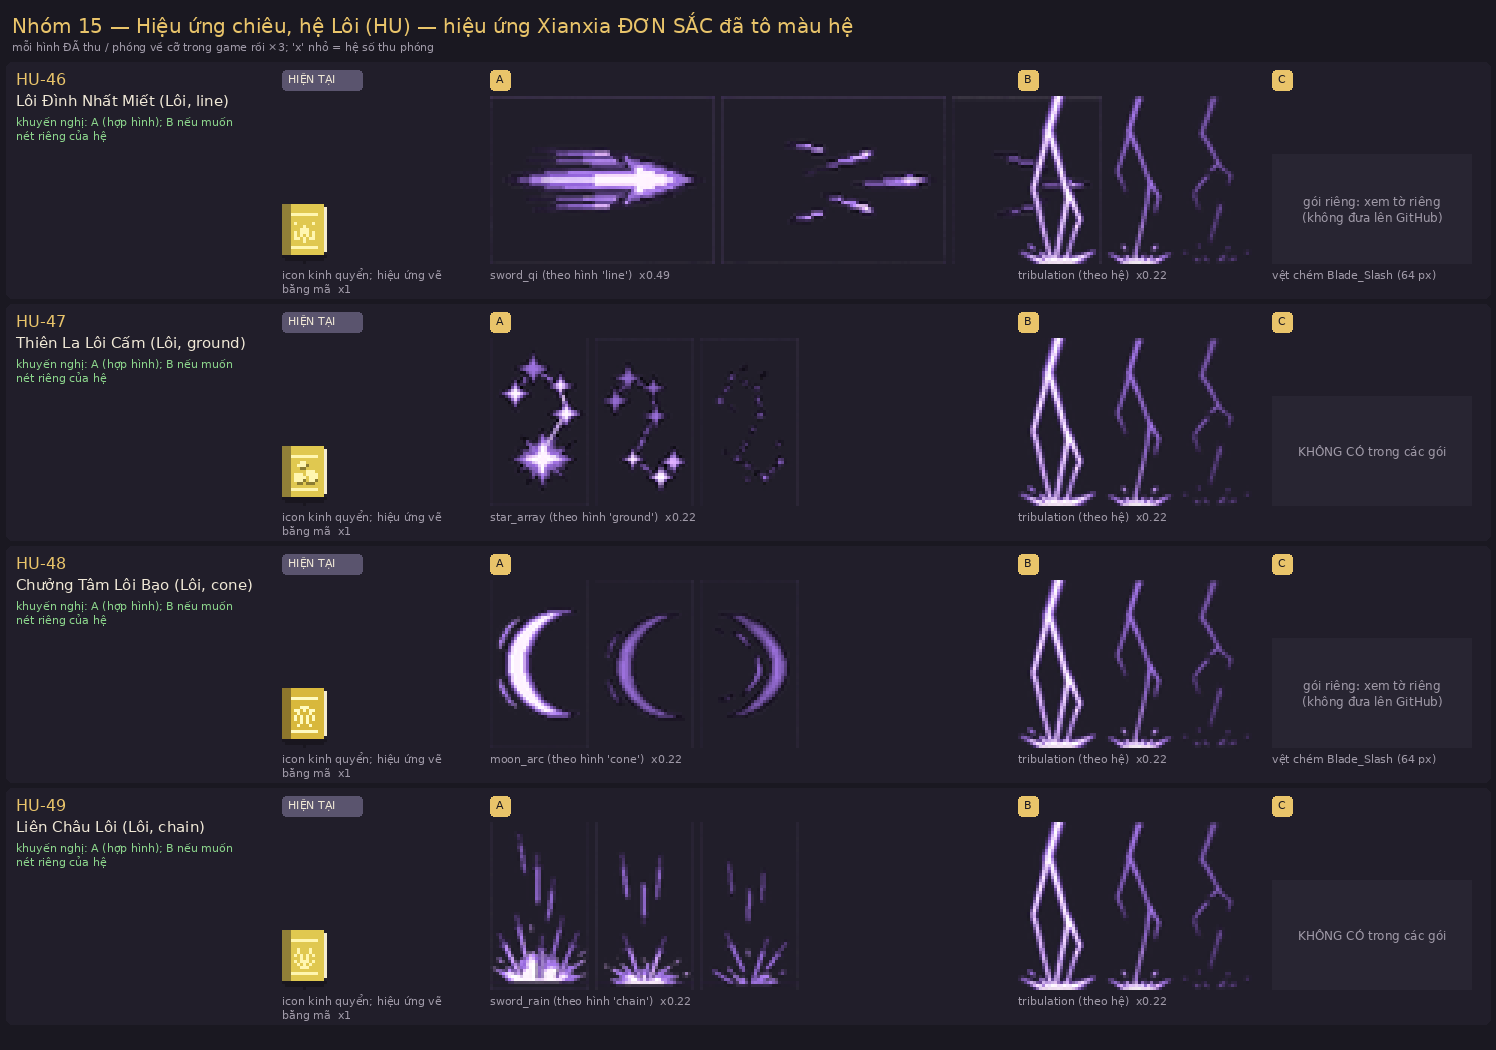 Nhóm 15 — Hiệu ứng chiêu, hệ Lôi (HU) — hiệu ứng Xianxia ĐƠN SẮC đã tô màu hệ
mỗi hình ĐÃ thu / phóng về cỡ trong game rồi ×3; 'x' nhỏ = hệ số thu phóng
HU-46
Lôi Đình Nhất Miết (Lôi, line)
khuyến nghị: A (hợp hình); B nếu muốn
nét riêng của hệ
HIỆN TẠI
icon kinh quyển; hiệu ứng vẽ
bằng mã x1
A
sword_qi (theo hình 'line') x0.49
B
tribulation (theo hệ) x0.22
C
gói riêng: xem tờ riêng
(không đưa lên GitHub)
vệt chém Blade_Slash (64 px)
HU-47
Thiên La Lôi Cấm (Lôi, ground)
khuyến nghị: A (hợp hình); B nếu muốn
nét riêng của hệ
HIỆN TẠI
icon kinh quyển; hiệu ứng vẽ
bằng mã x1
A
star_array (theo hình 'ground') x0.22
B
tribulation (theo hệ) x0.22
C
KHÔNG CÓ trong các gói
HU-48
Chưởng Tâm Lôi Bạo (Lôi, cone)
khuyến nghị: A (hợp hình); B nếu muốn
nét riêng của hệ
HIỆN TẠI
icon kinh quyển; hiệu ứng vẽ
bằng mã x1
A
moon_arc (theo hình 'cone') x0.22
B
tribulation (theo hệ) x0.22
C
gói riêng: xem tờ riêng
(không đưa lên GitHub)
vệt chém Blade_Slash (64 px)
HU-49
Liên Châu Lôi (Lôi, chain)
khuyến nghị: A (hợp hình); B nếu muốn
nét riêng của hệ
HIỆN TẠI
icon kinh quyển; hiệu ứng vẽ
bằng mã x1
A
sword_rain (theo hình 'chain') x0.22
B
tribulation (theo hệ) x0.22
C
KHÔNG CÓ trong các gói